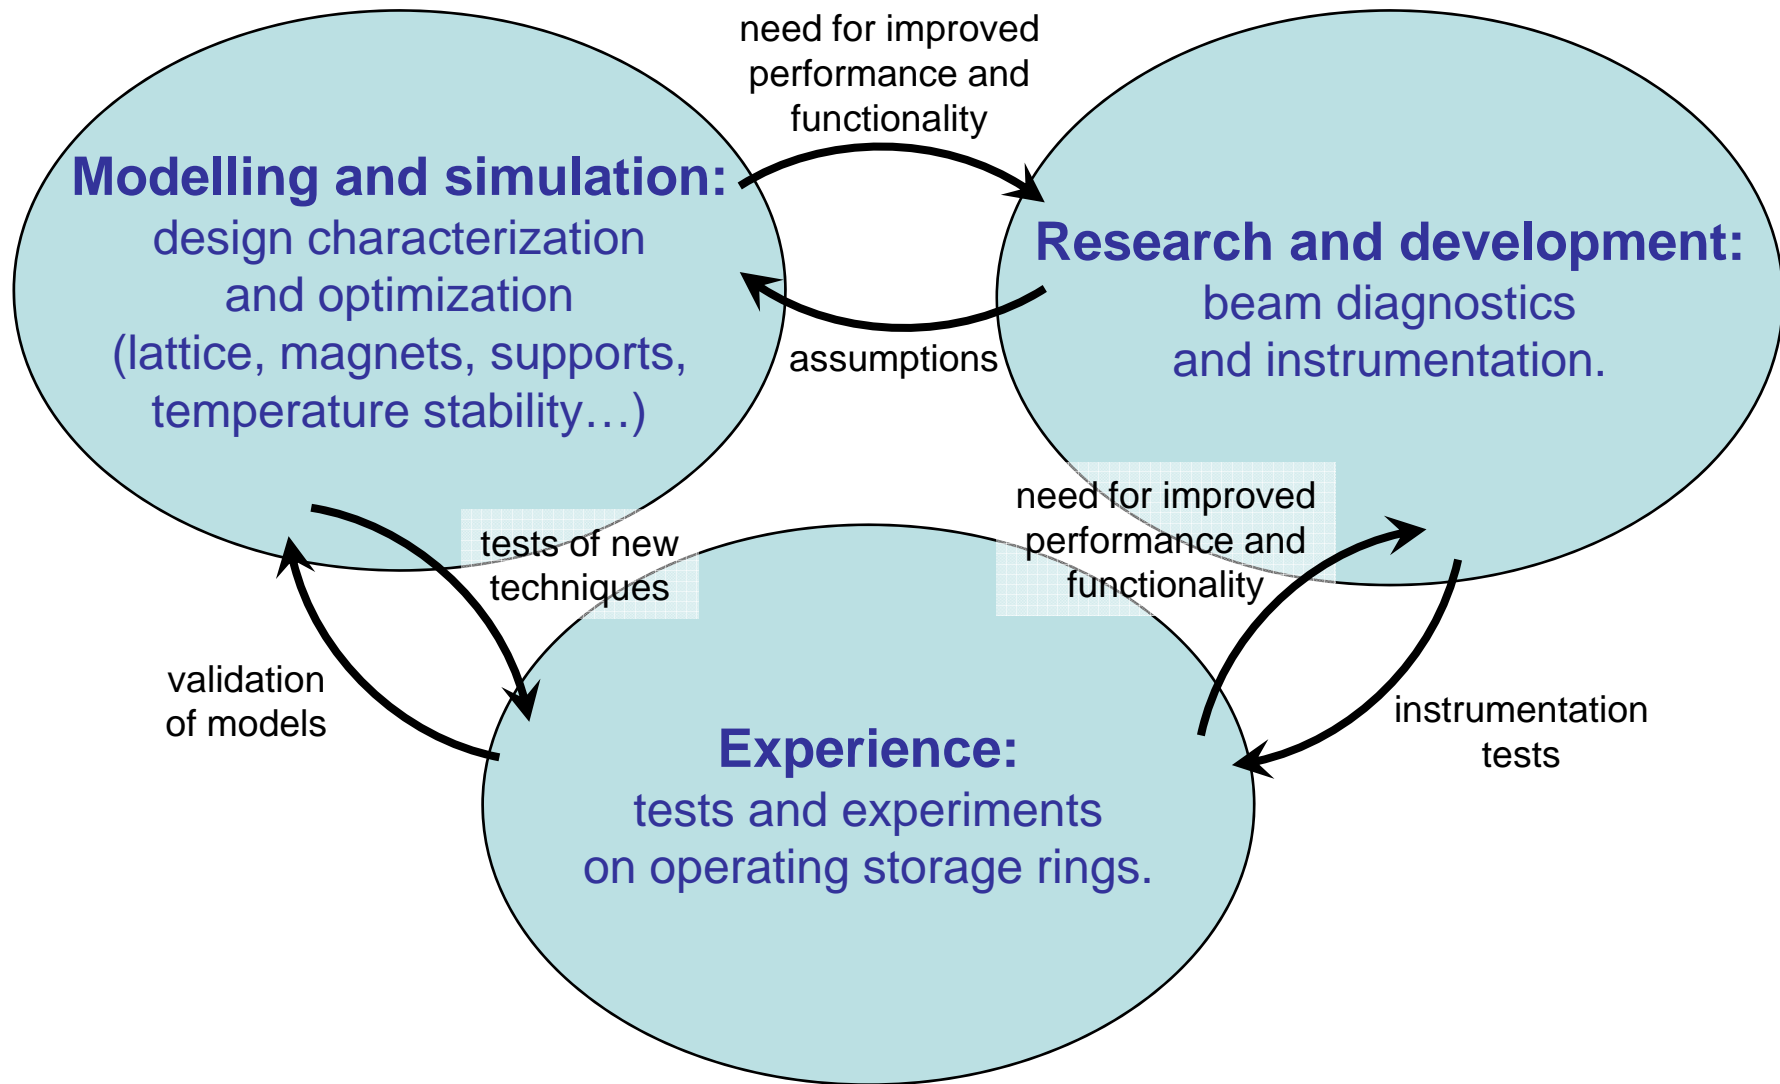 need for improved
performance and
functionality
Modelling and simulation:
design characterization
and optimization
(lattice, magnets, supports,
temperature stability…)
Research and development:
beam diagnostics
and instrumentation.
assumptions
tests of new
techniques
need for improved
performance and
functionality
validation
of models
instrumentation
tests
Experience:
tests and experiments
on operating storage rings.